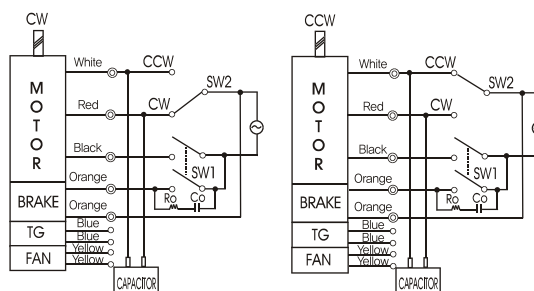 CW
White
CCW
SW2
Red
CW
MOTOR
Black
SW1
Orange
Ro
Co
BRAKE
Orange
TG
Blue
Blue
FAN
Yellow
Yellow
CAPACITOR
CCW
White
CCW
SW2
Red
CW
MOTOR
Black
SW1
Orange
Ro
Co
BRAKE
Orange
TG
Blue
Blue
FAN
Yellow
Yellow
CAPACITOR